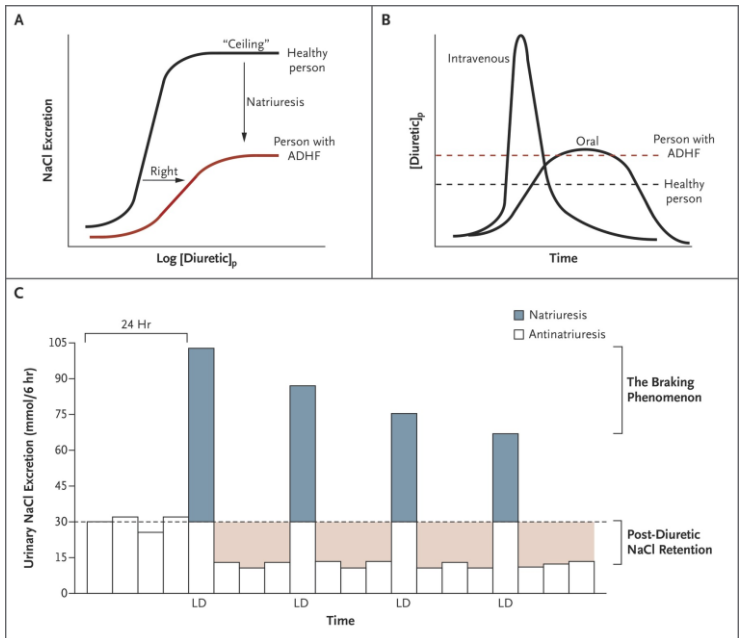 A
"Ceiling"
Healthy
person
Natriuresis
Person with
ADHF
Right
NaCl Excretion
Log [Diuretic]p
B
Intravenous
Oral
Person with
ADHF
Healthy
person
[Diuretic]p
Time
C
Natriuresis
Antinatriuresis
24 Hr
Urinary NaCl Excretion (mmol/6 hr)
105
90
75
60
45
30
15
0
The Braking
Phenomenon
Post-Diuretic
NaCl Retention
LD
LD
LD
LD
Time